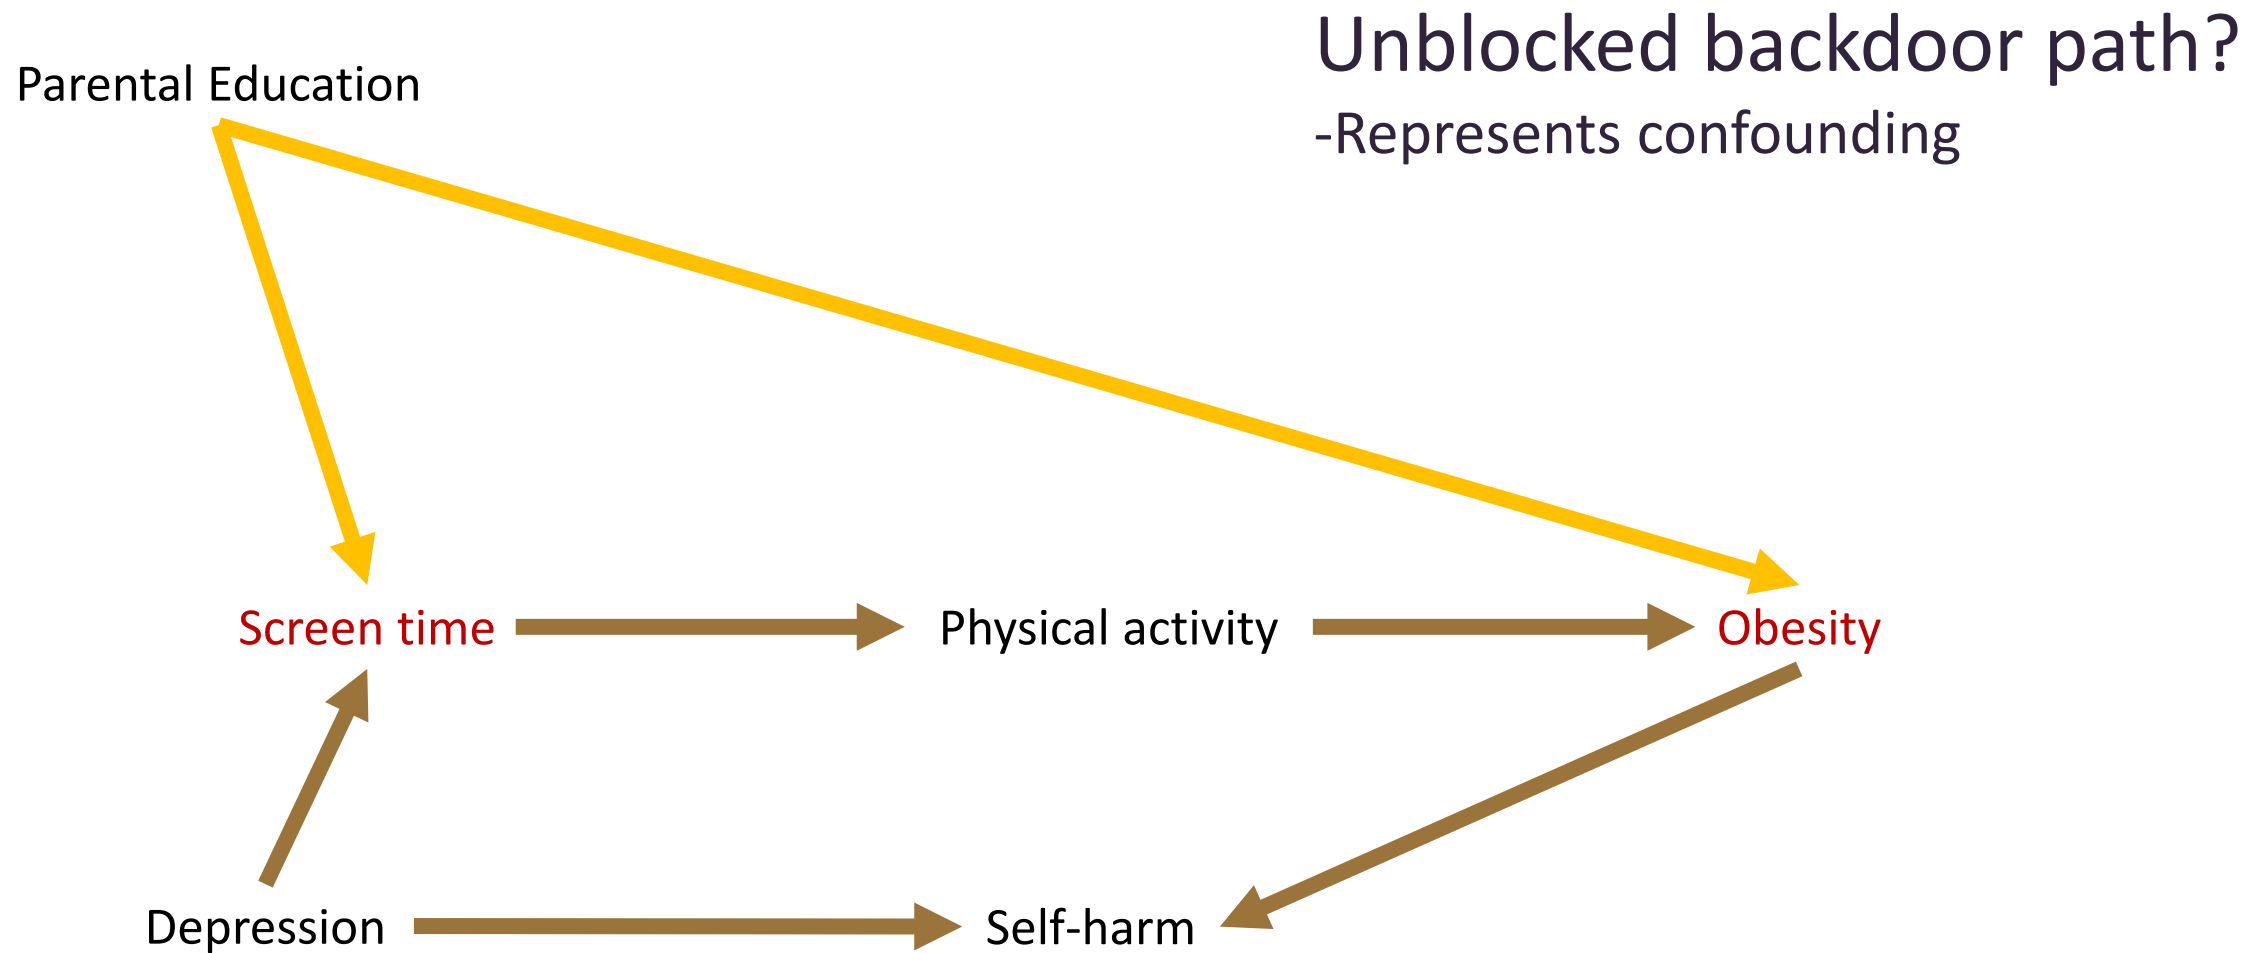 Unblocked backdoor path?
-Represents confounding
Parental Education
Screen time
Physical activity
Obesity
Depression
Self-harm